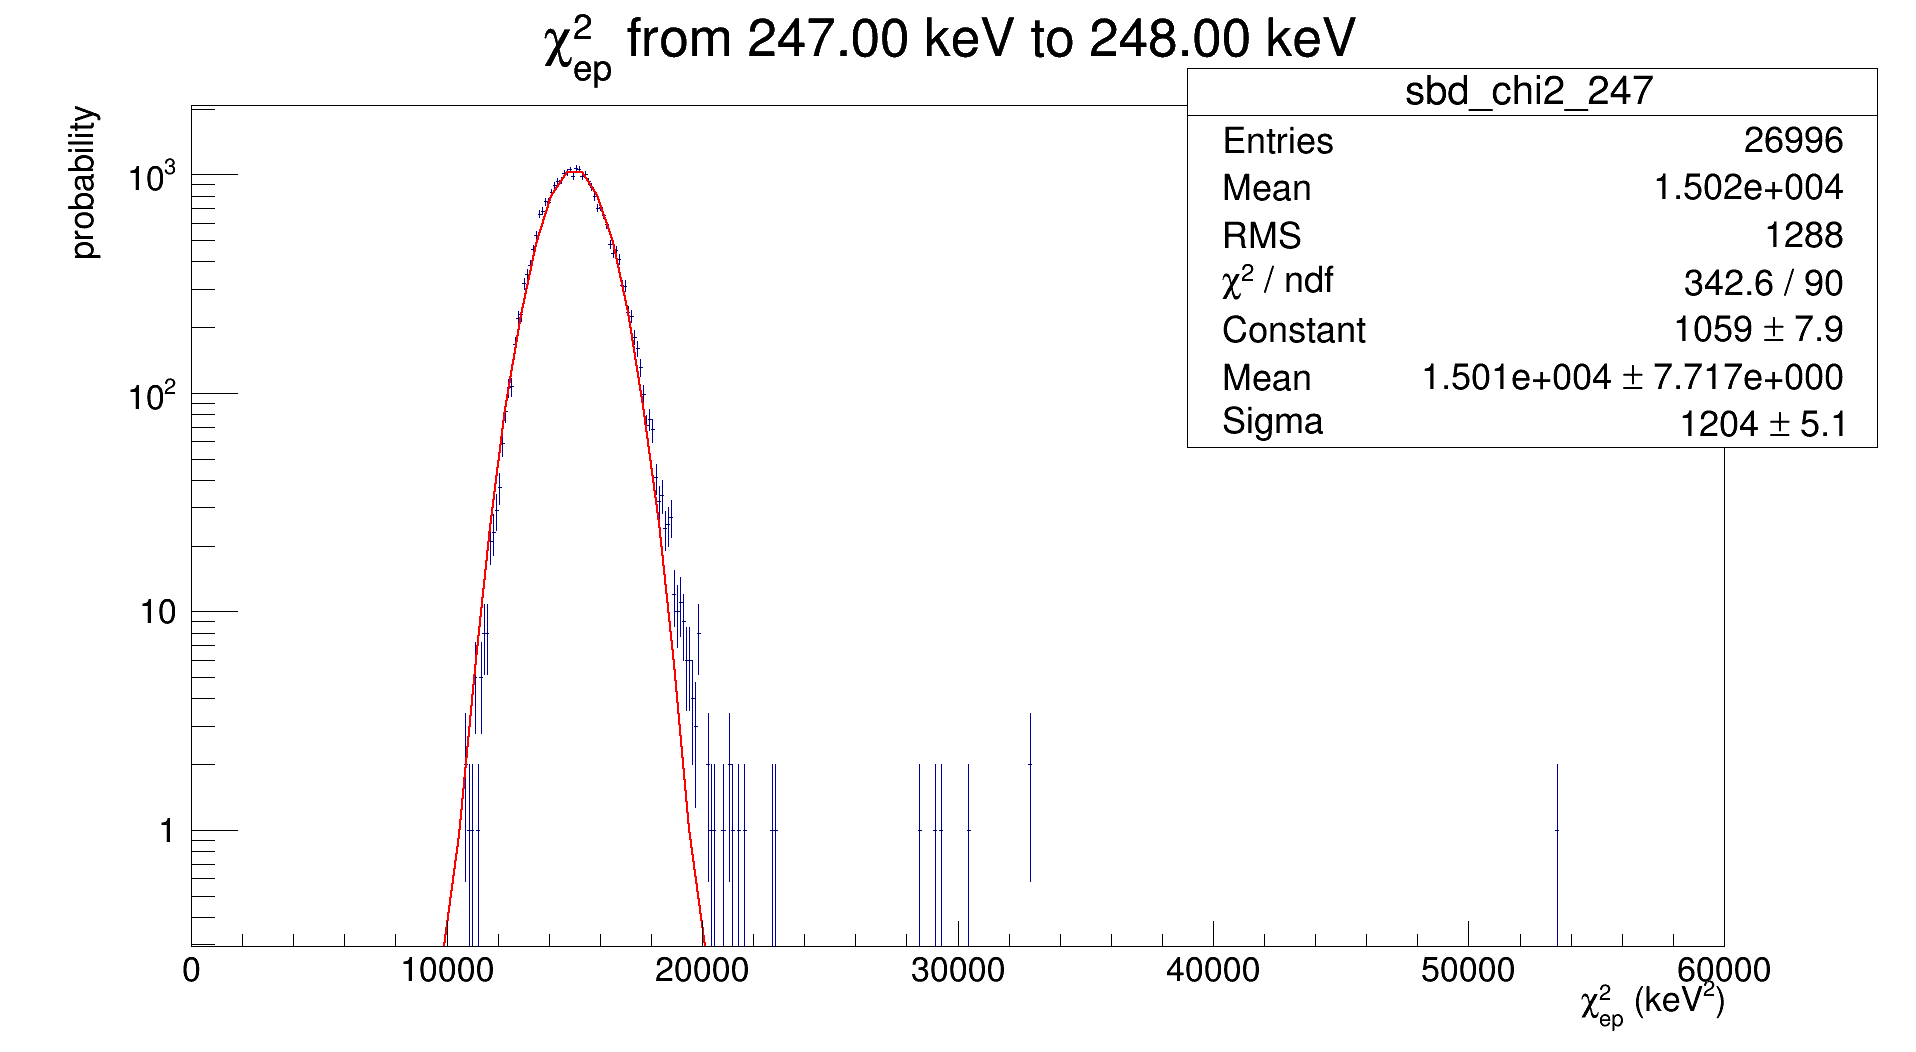 χ²ep from 247.00 keV to 248.00 keV
probability
sbd_chi2_247
Entries 26996
Mean 1.502e+004
RMS 1288
χ² / ndf 342.6 / 90
Constant 1059 ± 7.9
Mean 1.501e+004 ± 7.717e+000
Sigma 1204 ± 5.1
10³
10²
10
1
0 10000 20000 30000 40000 50000 60000
χ²ep (keV²)